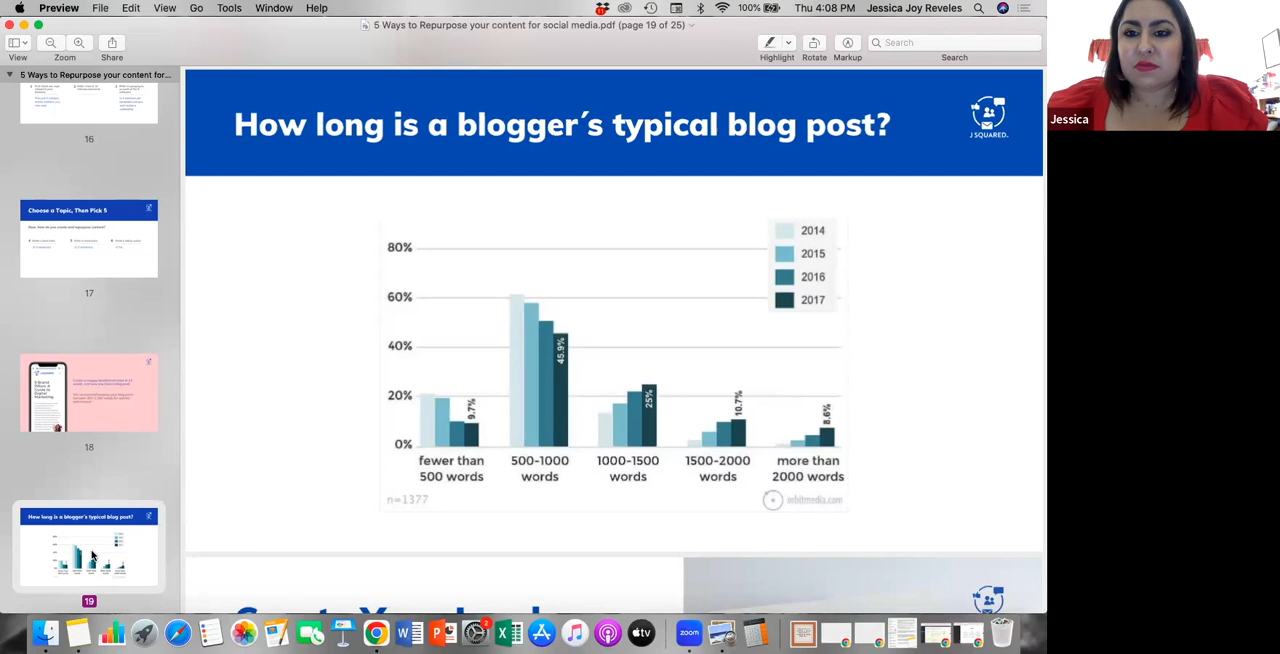 Preview File Edit View Go Tools Window Help 100% Thu 4:08 PM Jessica Joy Reveles
5 Ways to Repurpose your content for social media.pdf (page 19 of 25)
Search
View Zoom Share Highlight Rotate Markup Search
5 Ways to Repurpose your content for...
16
Choose a Topic, Then Pick 5
17
18
How long is a blogger's typical blog post?
19
How long is a blogger´s typical blog post?
J SQUARED.
2014
2015
2016
2017
80%
60%
40%
20%
0%
9.7%
45.9%
25%
10.7%
8.6%
fewer than 500 words
500-1000 words
1000-1500 words
1500-2000 words
more than 2000 words
n=1377
orbitmedia.com
Jessica
2
tv
zoom